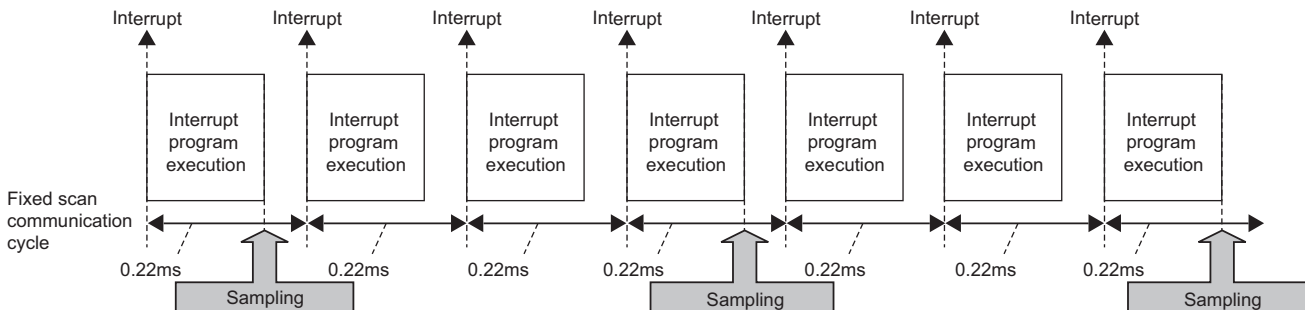 Interrupt Interrupt Interrupt Interrupt Interrupt Interrupt Interrupt
Interrupt
program
execution
Interrupt
program
execution
Interrupt
program
execution
Interrupt
program
execution
Interrupt
program
execution
Interrupt
program
execution
Interrupt
program
execution
Fixed scan
communication
cycle
0.22ms 0.22ms 0.22ms 0.22ms 0.22ms 0.22ms 0.22ms
Sampling Sampling Sampling